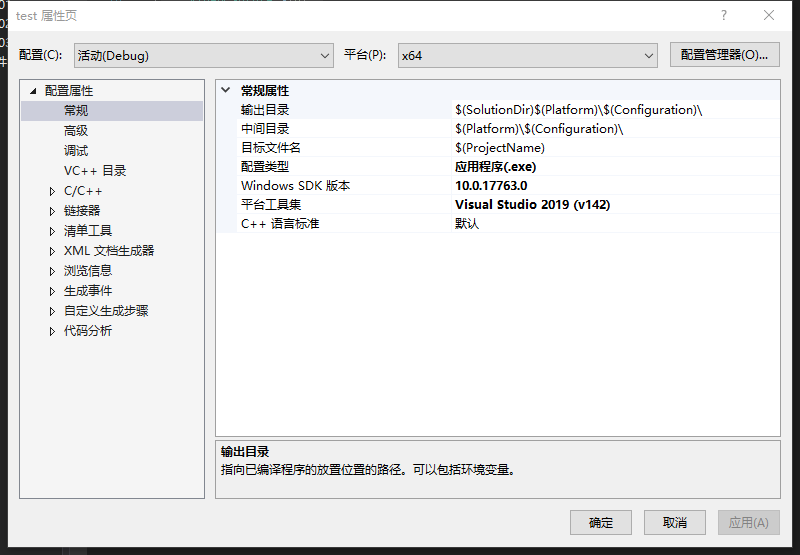 test 属性页
?
配置(C): 活动(Debug) 平台(P): x64 配置管理器(O)...
配置属性
常规
高级
调试
VC++ 目录
C/C++
链接器
清单工具
XML 文档生成器
浏览信息
生成事件
自定义生成步骤
代码分析
常规属性
输出目录 $(SolutionDir)$(Platform)\$(Configuration)\
中间目录 $(Platform)\$(Configuration)\
目标文件名 $(ProjectName)
配置类型 应用程序(.exe)
Windows SDK 版本 10.0.17763.0
平台工具集 Visual Studio 2019 (v142)
C++ 语言标准 默认
输出目录
指向已编译程序的放置位置的路径。可以包括环境变量。
确定 取消 应用(A)